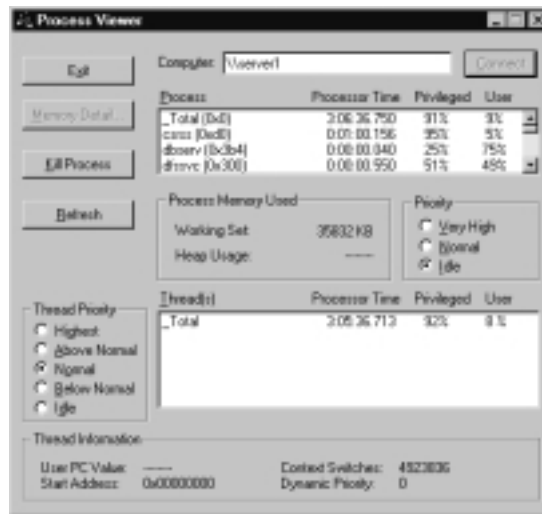 Process Viewer
Exit
Computer: \\server1
Connect
Memory Detail...
Process Processor Time Privileged User
_Total (0x0) 3:06:36.750 91% 9%
csrss (0xd0) 0:01:00.156 95% 5%
dbserv (0x3b4) 0:00:00.040 25% 75%
dfssvc (0x300) 0:00:00.550 51% 49%
Kill Process
Refresh
Process Memory Used
Working Set: 35832 KB
Heap Usage: ------
Priority
Very High
Normal
Idle
Thread Priority
Highest
Above Normal
Normal
Below Normal
Idle
Thread(s) Processor Time Privileged User
_Total 3:05:36.713 92% 8 %
Thread Information
User PC Value: ------
Start Address: 0x00000000
Context Switches: 4923836
Dynamic Priority: 0